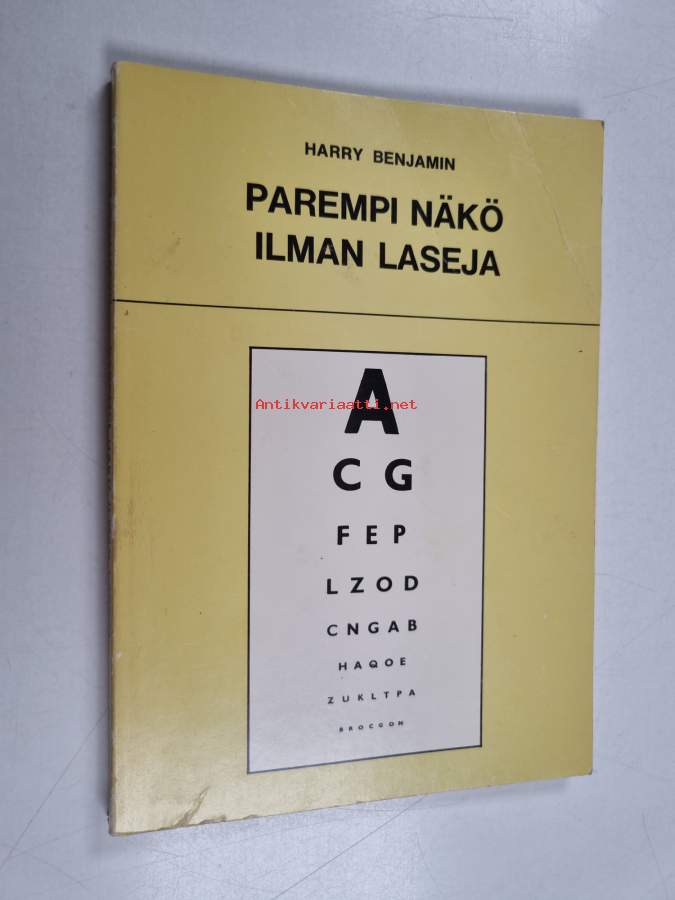 HARRY BENJAMIN
PAREMPI NÄKÖ
ILMAN LASEJA
A
Antikvariaatti.net
C G
F E P
L Z O D
C N G A B
H A Q O E
Z U K L T P A
B R O C G O N